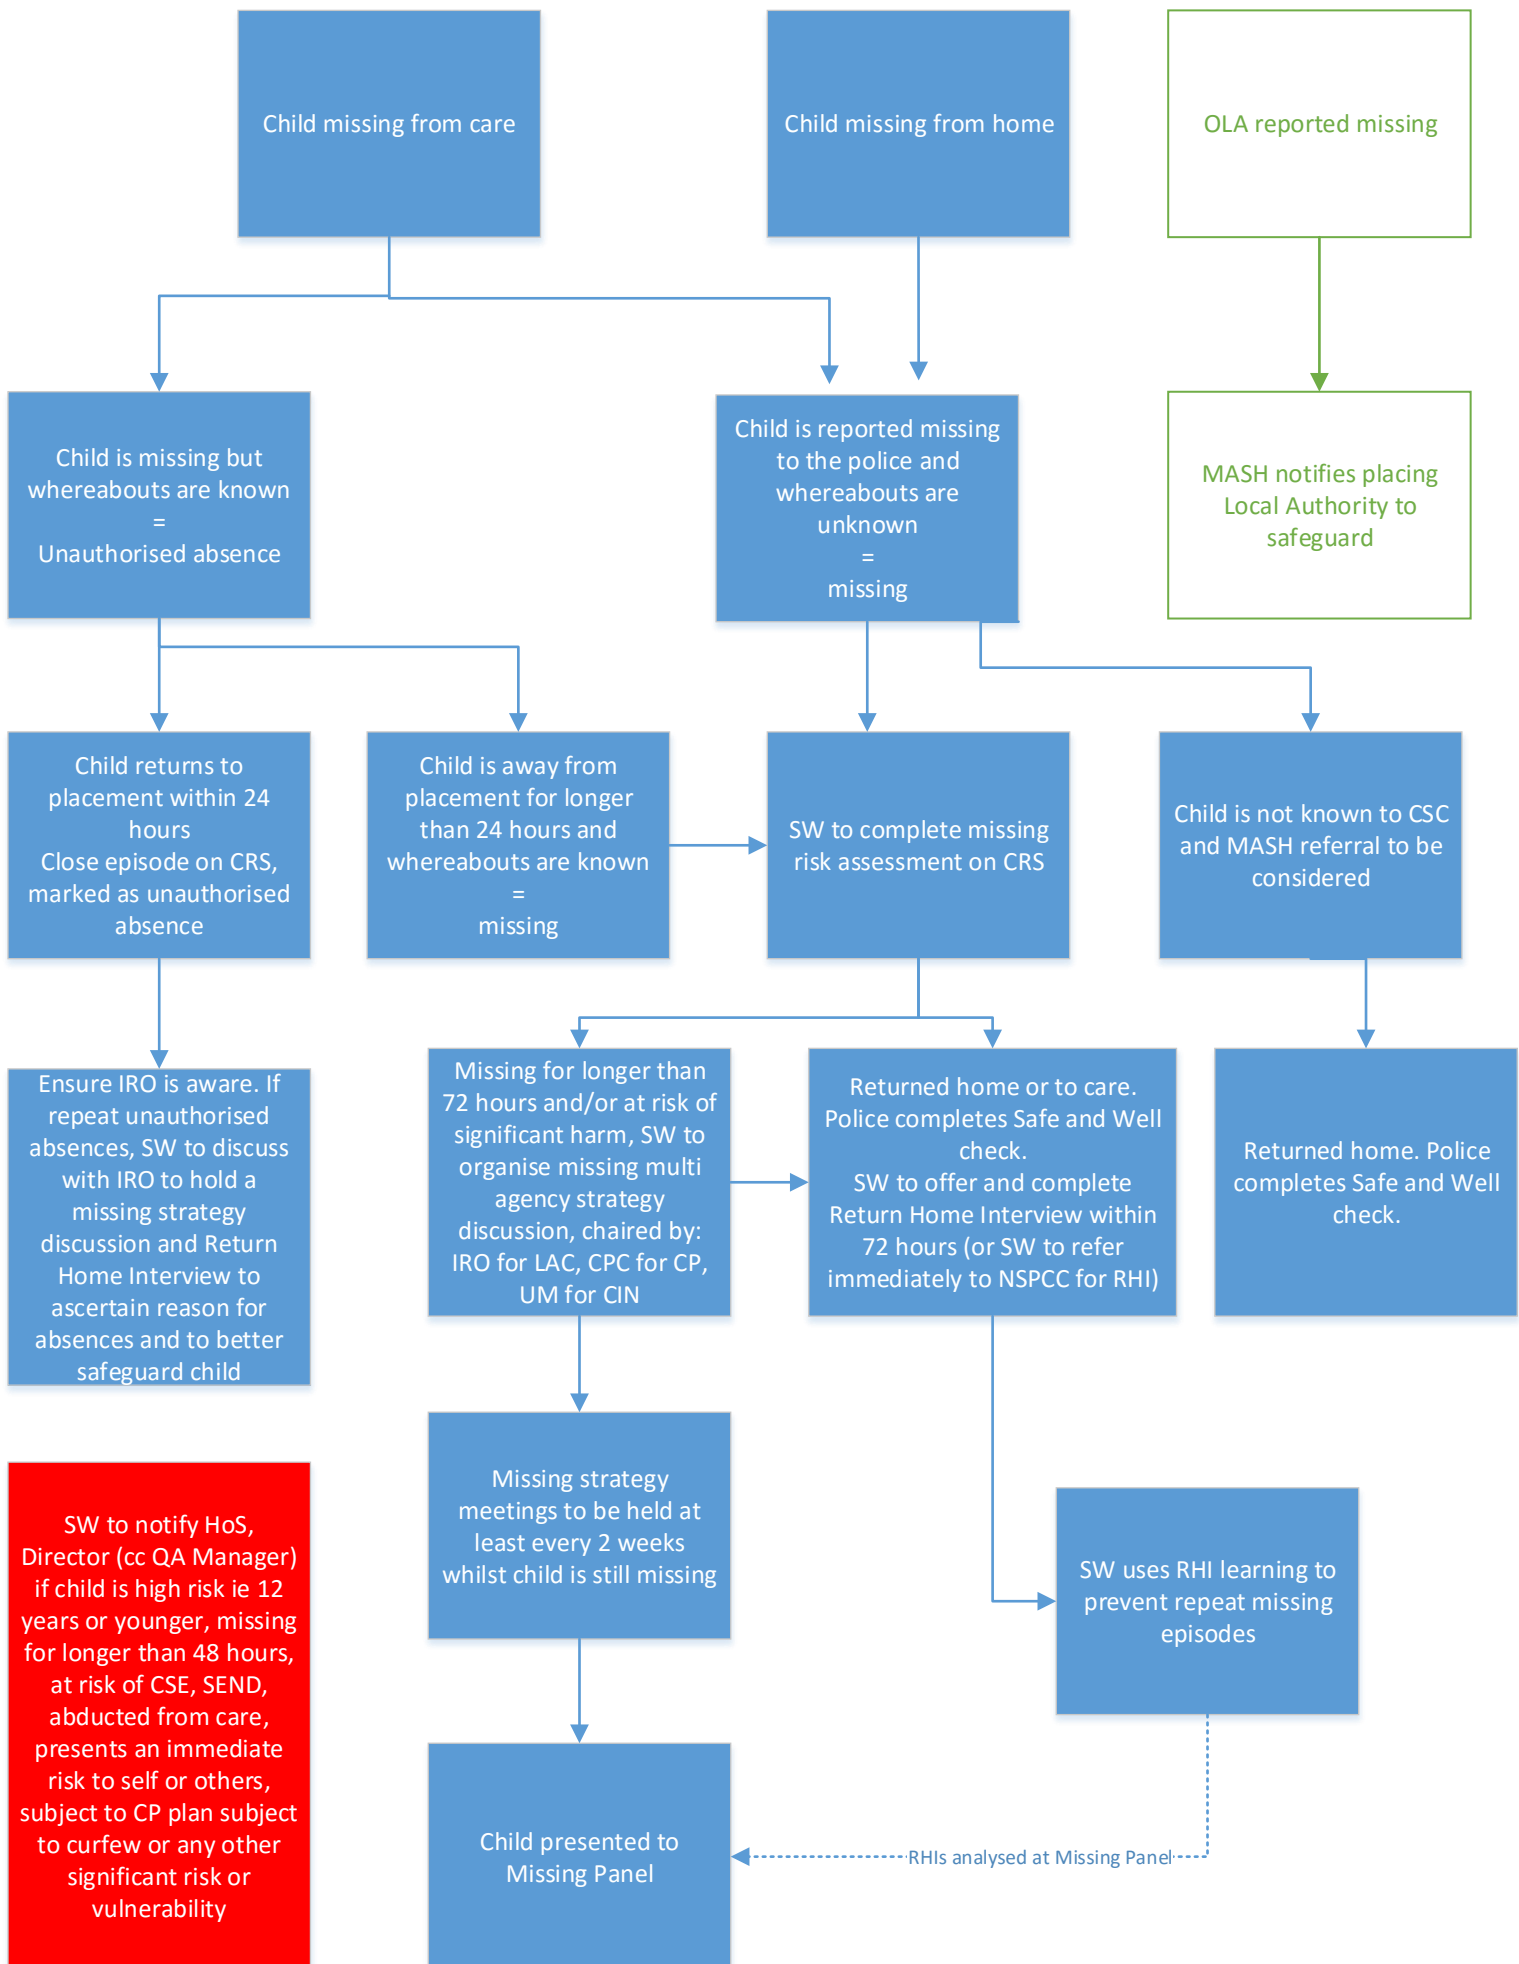 Child missing from care
Child missing from home
OLA reported missing
Child is missing but
whereabouts are known
=
Unauthorised absence
Child is reported missing
to the police and
whereabouts are
unknown
=
missing
MASH notifies placing
Local Authority to
safeguard
Child returns to
placement within 24
hours
Close episode on CRS,
marked as unauthorised
absence
Child is away from
placement for longer
than 24 hours and
whereabouts are known
=
missing
SW to complete missing
risk assessment on CRS
Child is not known to CSC
and MASH referral to be
considered
Ensure IRO is aware. If
repeat unauthorised
absences, SW to discuss
with IRO to hold a
missing strategy
discussion and Return
Home Interview to
ascertain reason for
absences and to better
safeguard child
Missing for longer than
72 hours and/or at risk of
significant harm, SW to
organise missing multi
agency strategy
discussion, chaired by:
IRO for LAC, CPC for CP,
UM for CIN
Returned home or to care.
Police completes Safe and Well
check.
SW to offer and complete
Return Home Interview within
72 hours (or SW to refer
immediately to NSPCC for RHI)
Returned home. Police
completes Safe and Well
check.
SW to notify HoS,
Director (cc QA Manager)
if child is high risk ie 12
years or younger, missing
for longer than 48 hours,
at risk of CSE, SEND,
abducted from care,
presents an immediate
risk to self or others,
subject to CP plan subject
to curfew or any other
significant risk or
vulnerability
Missing strategy
meetings to be held at
least every 2 weeks
whilst child is still missing
SW uses RHI learning to
prevent repeat missing
episodes
Child presented to
Missing Panel
RHIs analysed at Missing Panel